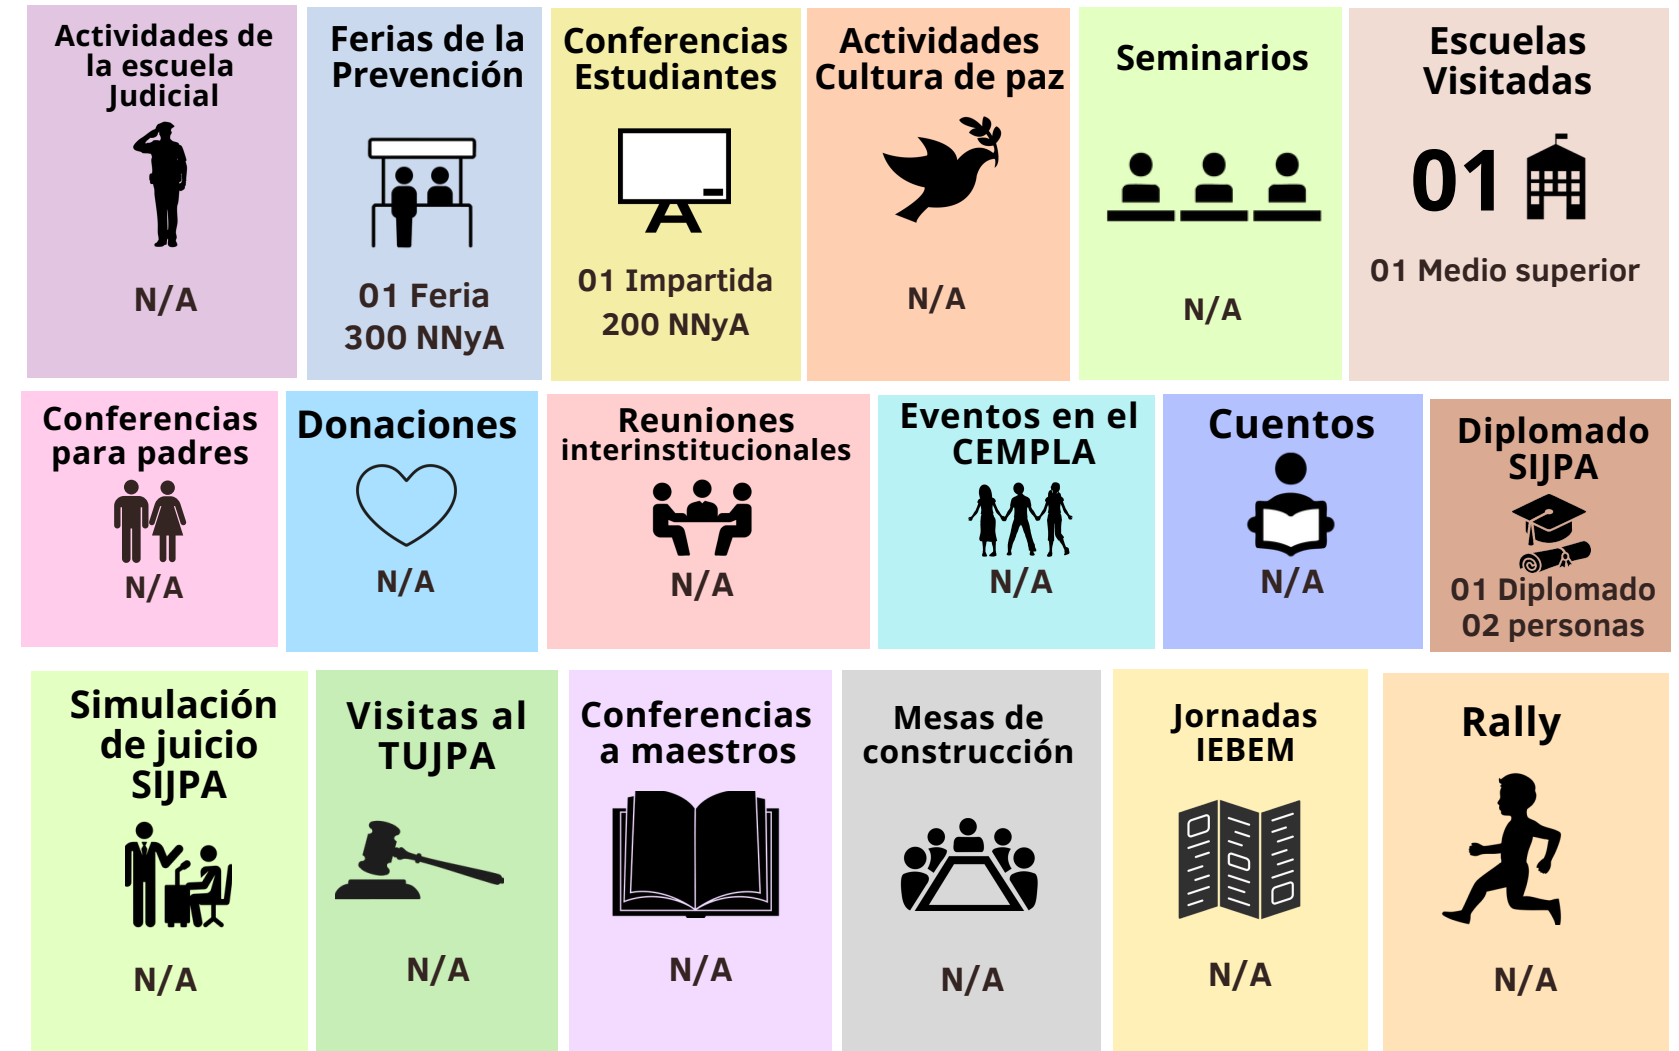 Actividades de
la escuela
Judicial
N/A
Ferias de la
Prevención
01 Feria
300 NNyA
Conferencias
Estudiantes
01 Impartida
200 NNyA
Actividades
Cultura de paz
N/A
Seminarios
N/A
Escuelas
Visitadas
01
01 Medio superior
Conferencias
para padres
N/A
Donaciones
N/A
Reuniones
interinstitucionales
N/A
Eventos en el
CEMPLA
N/A
Cuentos
N/A
Diplomado
SIJPA
01 Diplomado
02 personas
Simulación
de juicio
SIJPA
N/A
Visitas al
TUJPA
N/A
Conferencias
a maestros
N/A
Mesas de
construcción
N/A
Jornadas
IEBEM
N/A
Rally
N/A